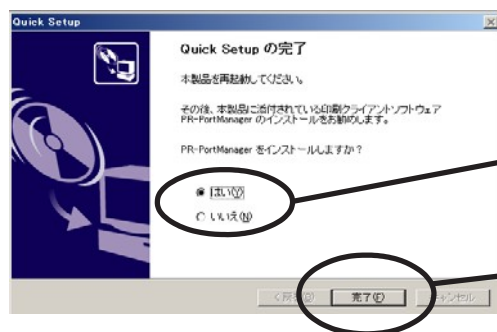 Quick Setup
Quick Setup の完了
本製品を再起動してください。
その後、本製品に添付されている印刷クライアントソフトウェア
PR-PortManager のインストールをお勧めします。
PR-PortManager をインストールしますか？
はい(Y)
いいえ(N)
完了(F)